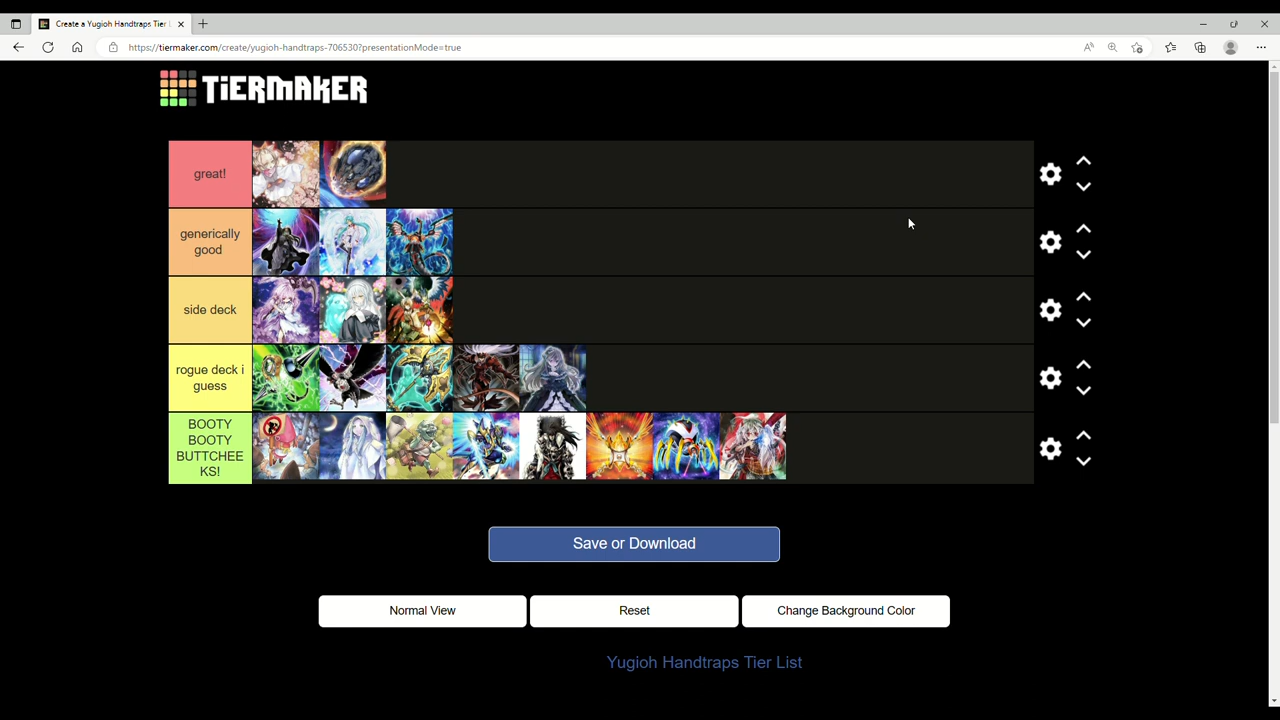 Create a Yugioh Handtraps Tier L
https://tiermaker.com/create/yugioh-handtraps-706530?presentationMode=true
TiERMAKER
great!
generically
good
side deck
rogue deck i
guess
BOOTY
BOOTY
BUTTCHEE
KS!
Save or Download
Normal View
Reset
Change Background Color
Yugioh Handtraps Tier List